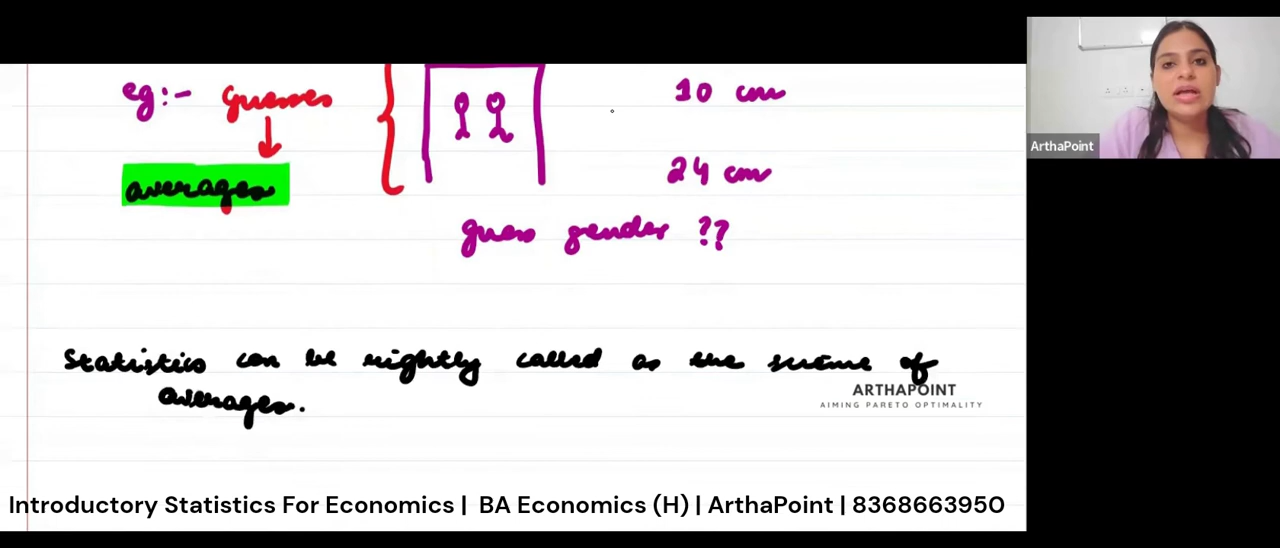 eg:- guesses
10 cm
ArthaPoint
averages
24 cm
guess gender ??
Statistics can be rightly called as the science of
averages.
ARTHAPOINT
AIMING PARETO OPTIMALITY
Introductory Statistics For Economics | BA Economics (H) | ArthaPoint | 8368663950